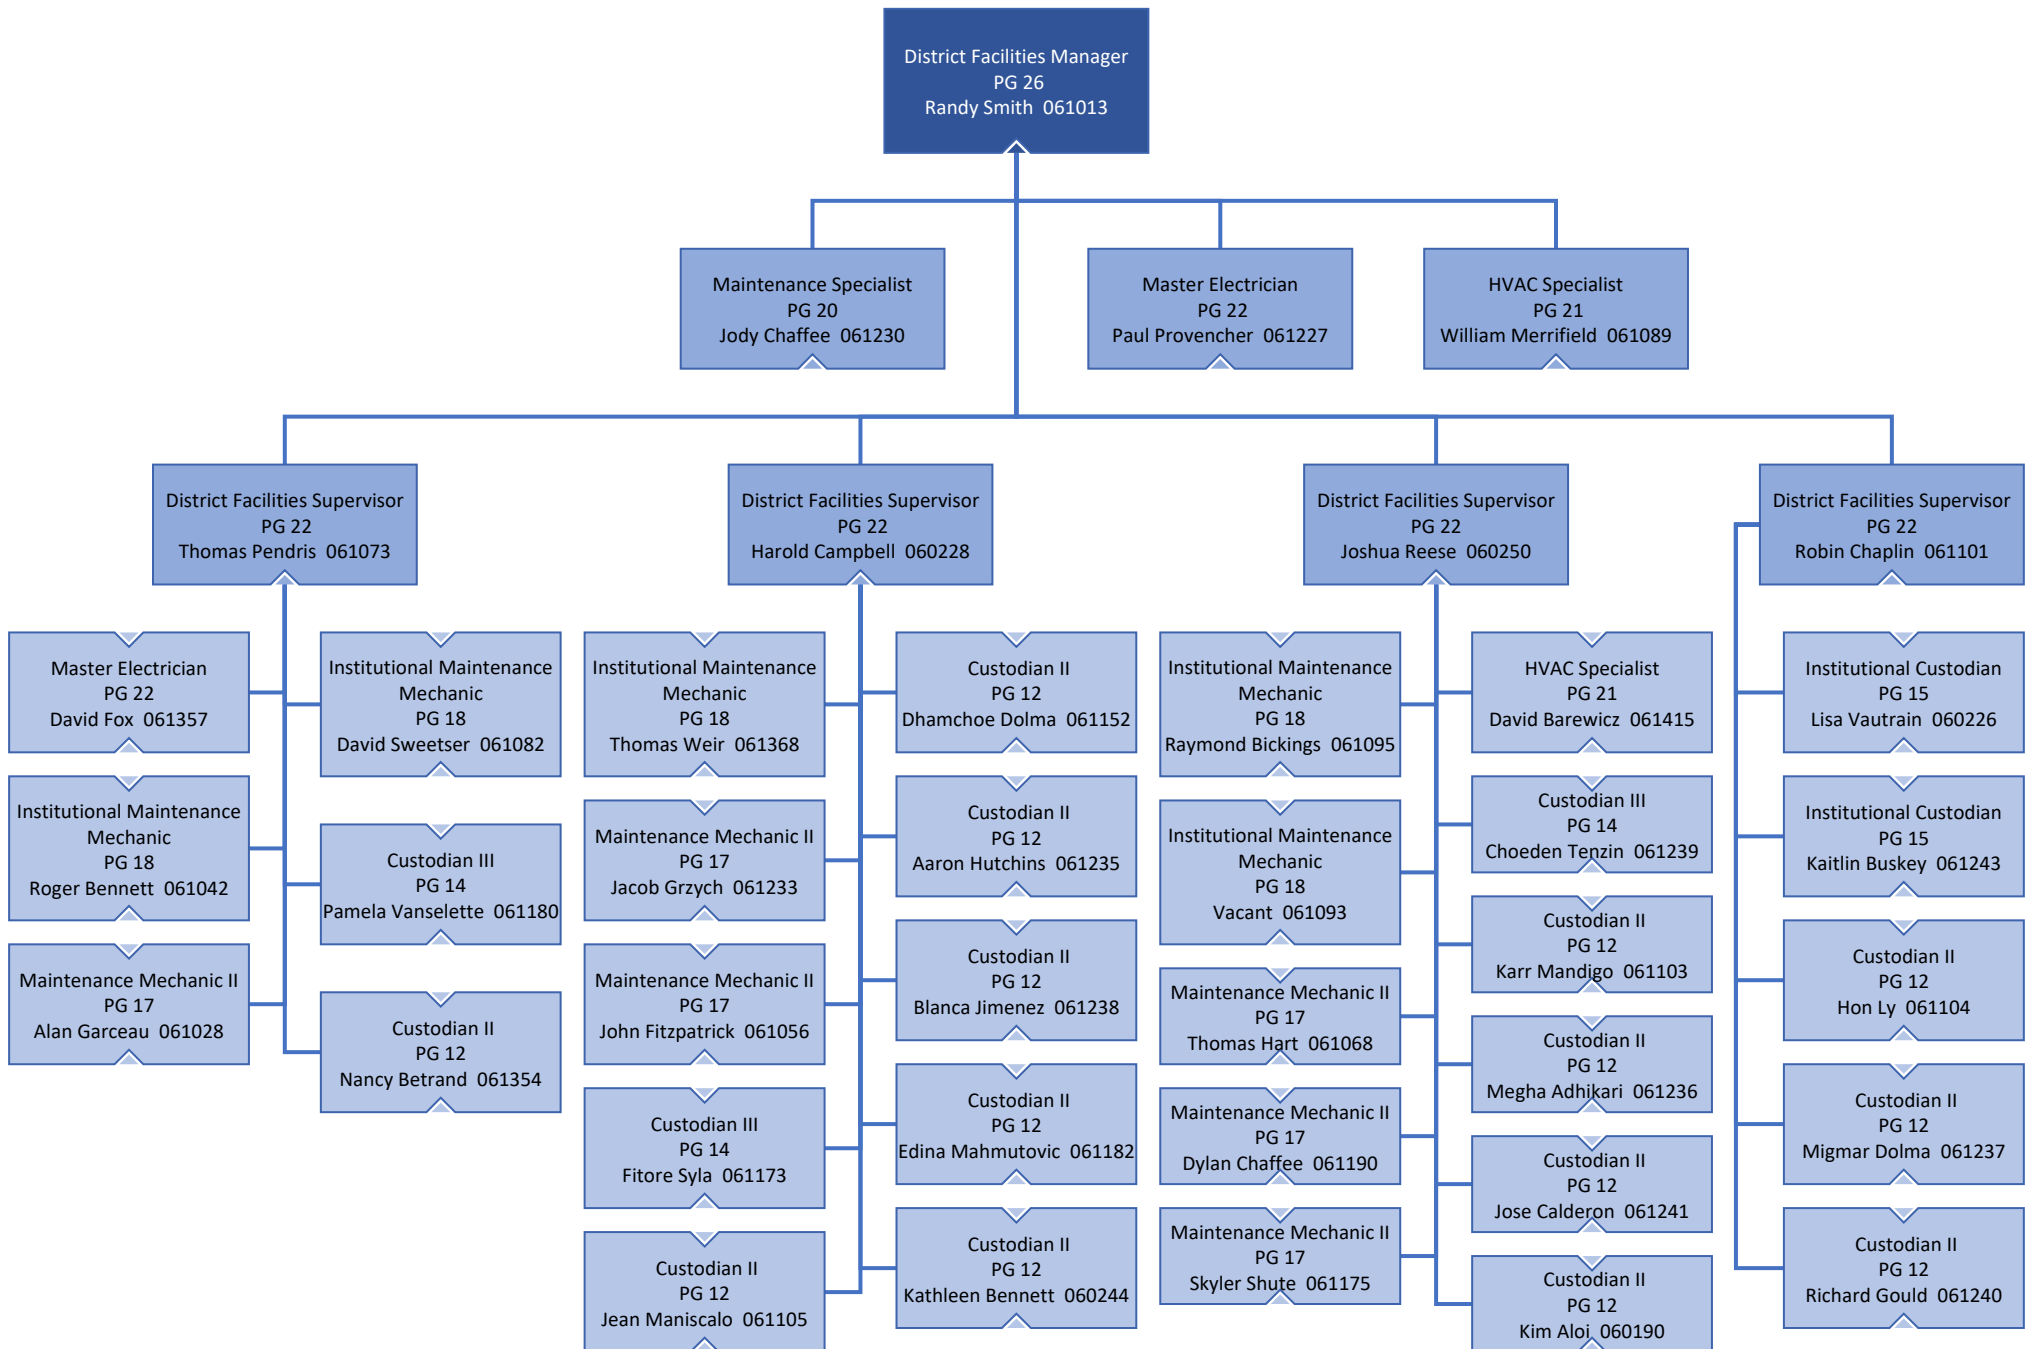 District Facilities Manager
PG 26
Randy Smith 061013
Maintenance Specialist
PG 20
Jody Chaffee 061230
Master Electrician
PG 22
Paul Provencher 061227
HVAC Specialist
PG 21
William Merrifield 061089
District Facilities Supervisor
PG 22
Thomas Pendris 061073
District Facilities Supervisor
PG 22
Harold Campbell 060228
District Facilities Supervisor
PG 22
Joshua Reese 060250
District Facilities Supervisor
PG 22
Robin Chaplin 061101
Master Electrician
PG 22
David Fox 061357
Institutional Maintenance
Mechanic
PG 18
Roger Bennett 061042
Maintenance Mechanic II
PG 17
Alan Garceau 061028
Institutional Maintenance
Mechanic
PG 18
David Sweetser 061082
Custodian III
PG 14
Pamela Vanselette 061180
Custodian II
PG 12
Nancy Betrand 061354
Institutional Maintenance
Mechanic
PG 18
Thomas Weir 061368
Maintenance Mechanic II
PG 17
Jacob Grzych 061233
Maintenance Mechanic II
PG 17
John Fitzpatrick 061056
Custodian III
PG 14
Fitore Syla 061173
Custodian II
PG 12
Jean Maniscalo 061105
Custodian II
PG 12
Dhamchoe Dolma 061152
Custodian II
PG 12
Aaron Hutchins 061235
Custodian II
PG 12
Blanca Jimenez 061238
Custodian II
PG 12
Edina Mahmutovic 061182
Custodian II
PG 12
Kathleen Bennett 060244
Institutional Maintenance
Mechanic
PG 18
Raymond Bickings 061095
Institutional Maintenance
Mechanic
PG 18
Vacant 061093
Maintenance Mechanic II
PG 17
Thomas Hart 061068
Maintenance Mechanic II
PG 17
Dylan Chaffee 061190
Maintenance Mechanic II
PG 17
Skyler Shute 061175
HVAC Specialist
PG 21
David Barewicz 061415
Custodian III
PG 14
Choeden Tenzin 061239
Custodian II
PG 12
Karr Mandigo 061103
Custodian II
PG 12
Megha Adhikari 061236
Custodian II
PG 12
Jose Calderon 061241
Custodian II
PG 12
Kim Aloi 060190
Institutional Custodian
PG 15
Lisa Vautrain 060226
Institutional Custodian
PG 15
Kaitlin Buskey 061243
Custodian II
PG 12
Hon Ly 061104
Custodian II
PG 12
Migmar Dolma 061237
Custodian II
PG 12
Richard Gould 061240